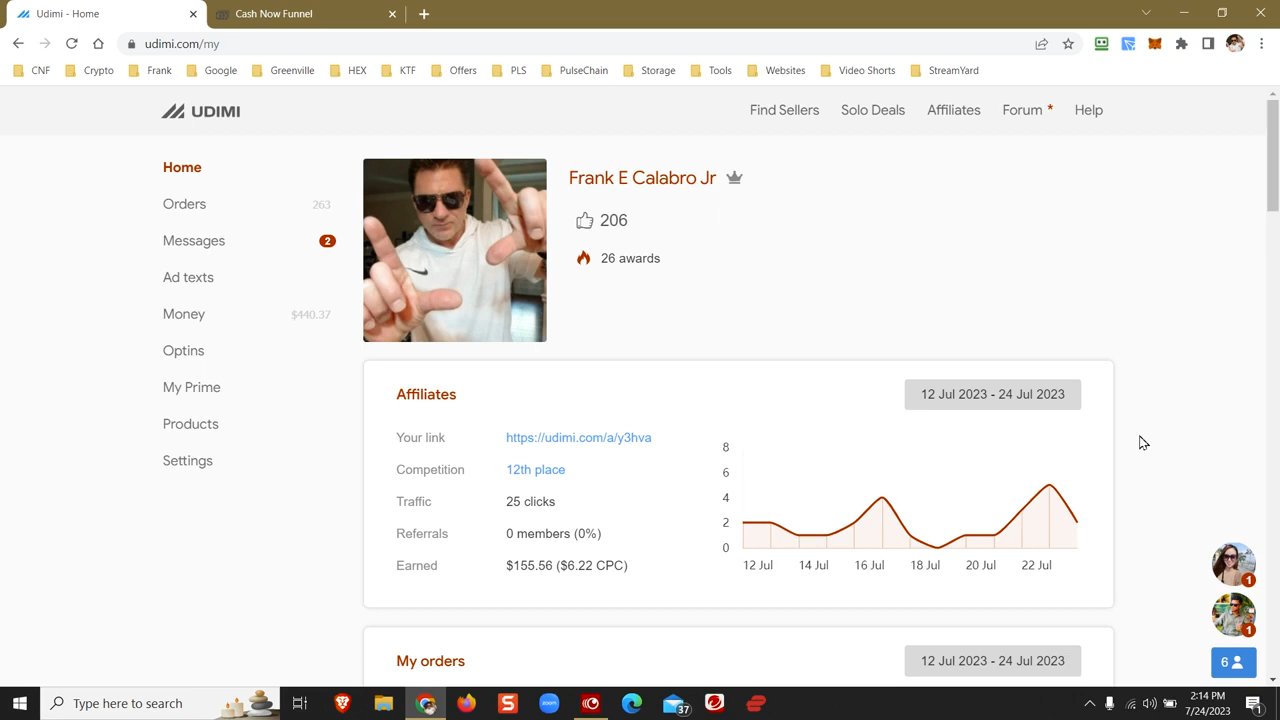 Udimi - Home
Cash Now Funnel
udimi.com/my
CNF Crypto Frank Google Greenville HEX KTF Offers PLS PulseChain Storage Tools Websites Video Shorts StreamYard
UDIMI
Find Sellers Solo Deals Affiliates Forum * Help
Home
Orders 263
Messages 2
Ad texts
Money $440.37
Optins
My Prime
Products
Settings
Frank E Calabro Jr
206
26 awards
Affiliates
12 Jul 2023 - 24 Jul 2023
Your link https://udimi.com/a/y3hva
Competition 12th place
Traffic 25 clicks
Referrals 0 members (0%)
Earned $155.56 ($6.22 CPC)
8
6
4
2
0
12 Jul 14 Jul 16 Jul 18 Jul 20 Jul 22 Jul
1
1
6
My orders
12 Jul 2023 - 24 Jul 2023
Type here to search
S
zoom
37
2:14 PM
7/24/2023
1